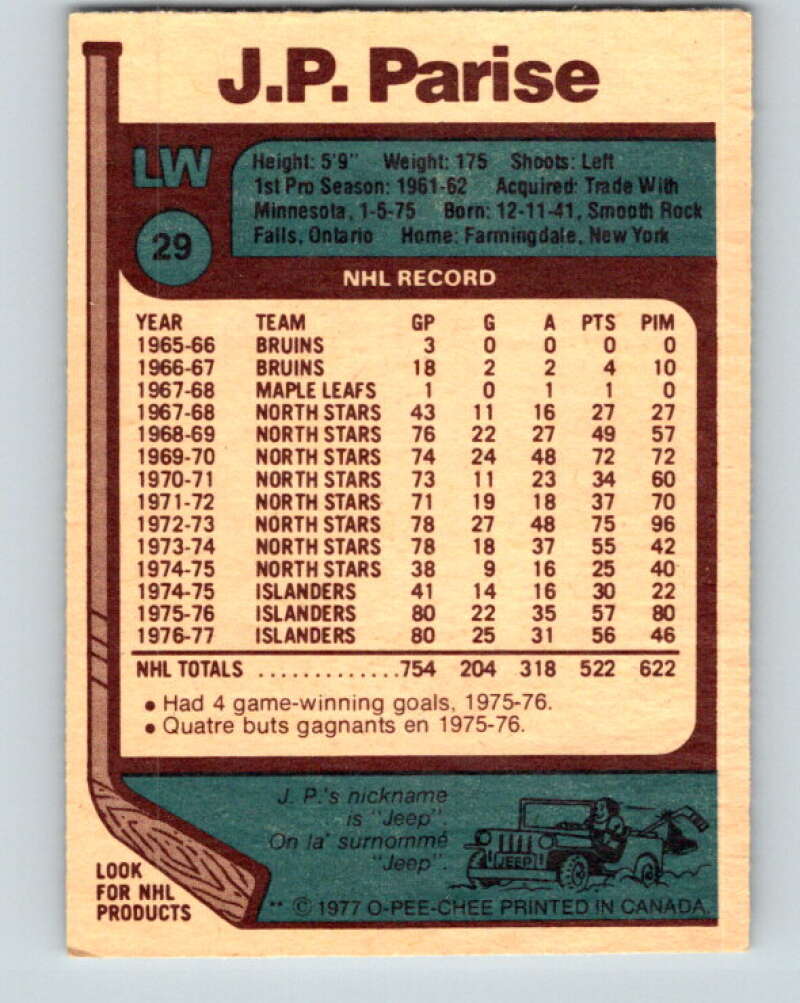 J.P. Parise
LW
29
Height: 5'9" Weight: 175 Shoots: Left
1st Pro Season: 1961-62 Acquired: Trade With
Minnesota, 1-5-75 Born: 12-11-41, Smooth Rock
Falls, Ontario Home: Farmingdale, New York
NHL RECORD
YEAR TEAM GP G A PTS PIM
1965-66 BRUINS 3 0 0 0 0
1966-67 BRUINS 18 2 2 4 10
1967-68 MAPLE LEAFS 1 0 1 1 0
1967-68 NORTH STARS 43 11 16 27 27
1968-69 NORTH STARS 76 22 27 49 57
1969-70 NORTH STARS 74 24 48 72 72
1970-71 NORTH STARS 73 11 23 34 60
1971-72 NORTH STARS 71 19 18 37 70
1972-73 NORTH STARS 78 27 48 75 96
1973-74 NORTH STARS 78 18 37 55 42
1974-75 NORTH STARS 38 9 16 25 40
1974-75 ISLANDERS 41 14 16 30 22
1975-76 ISLANDERS 80 22 35 57 80
1976-77 ISLANDERS 80 25 31 56 46
NHL TOTALS .............754 204 318 522 622
• Had 4 game-winning goals, 1975-76.
• Quatre buts gagnants en 1975-76.
J. P.'s nickname
is "Jeep".
On la' surnommé
"Jeep".
JEEP
LOOK
FOR NHL
PRODUCTS
** © 1977 O-PEE-CHEE PRINTED IN CANADA.